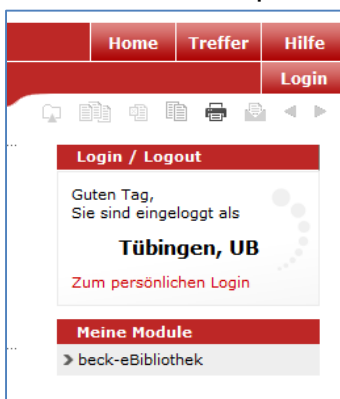 Home Treffer Hilfe
Login
...
Login / Logout
Guten Tag,
Sie sind eingeloggt als
Tübingen, UB
Zum persönlichen Login
Meine Module
...
beck-eBibliothek